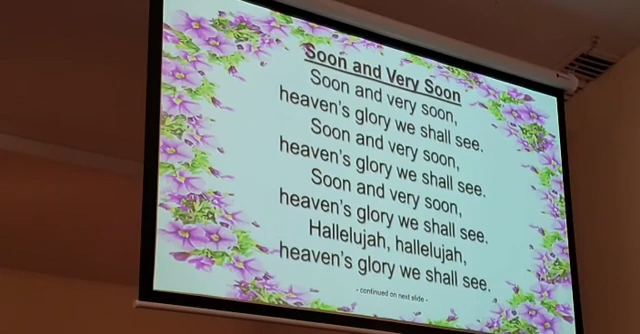 Soon and Very Soon
Soon and very soon,
heaven's glory we shall see.
Soon and very soon,
heaven's glory we shall see.
Soon and very soon,
heaven's glory we shall see.
Hallelujah, hallelujah,
heaven's glory we shall see.
- continued on next slide -